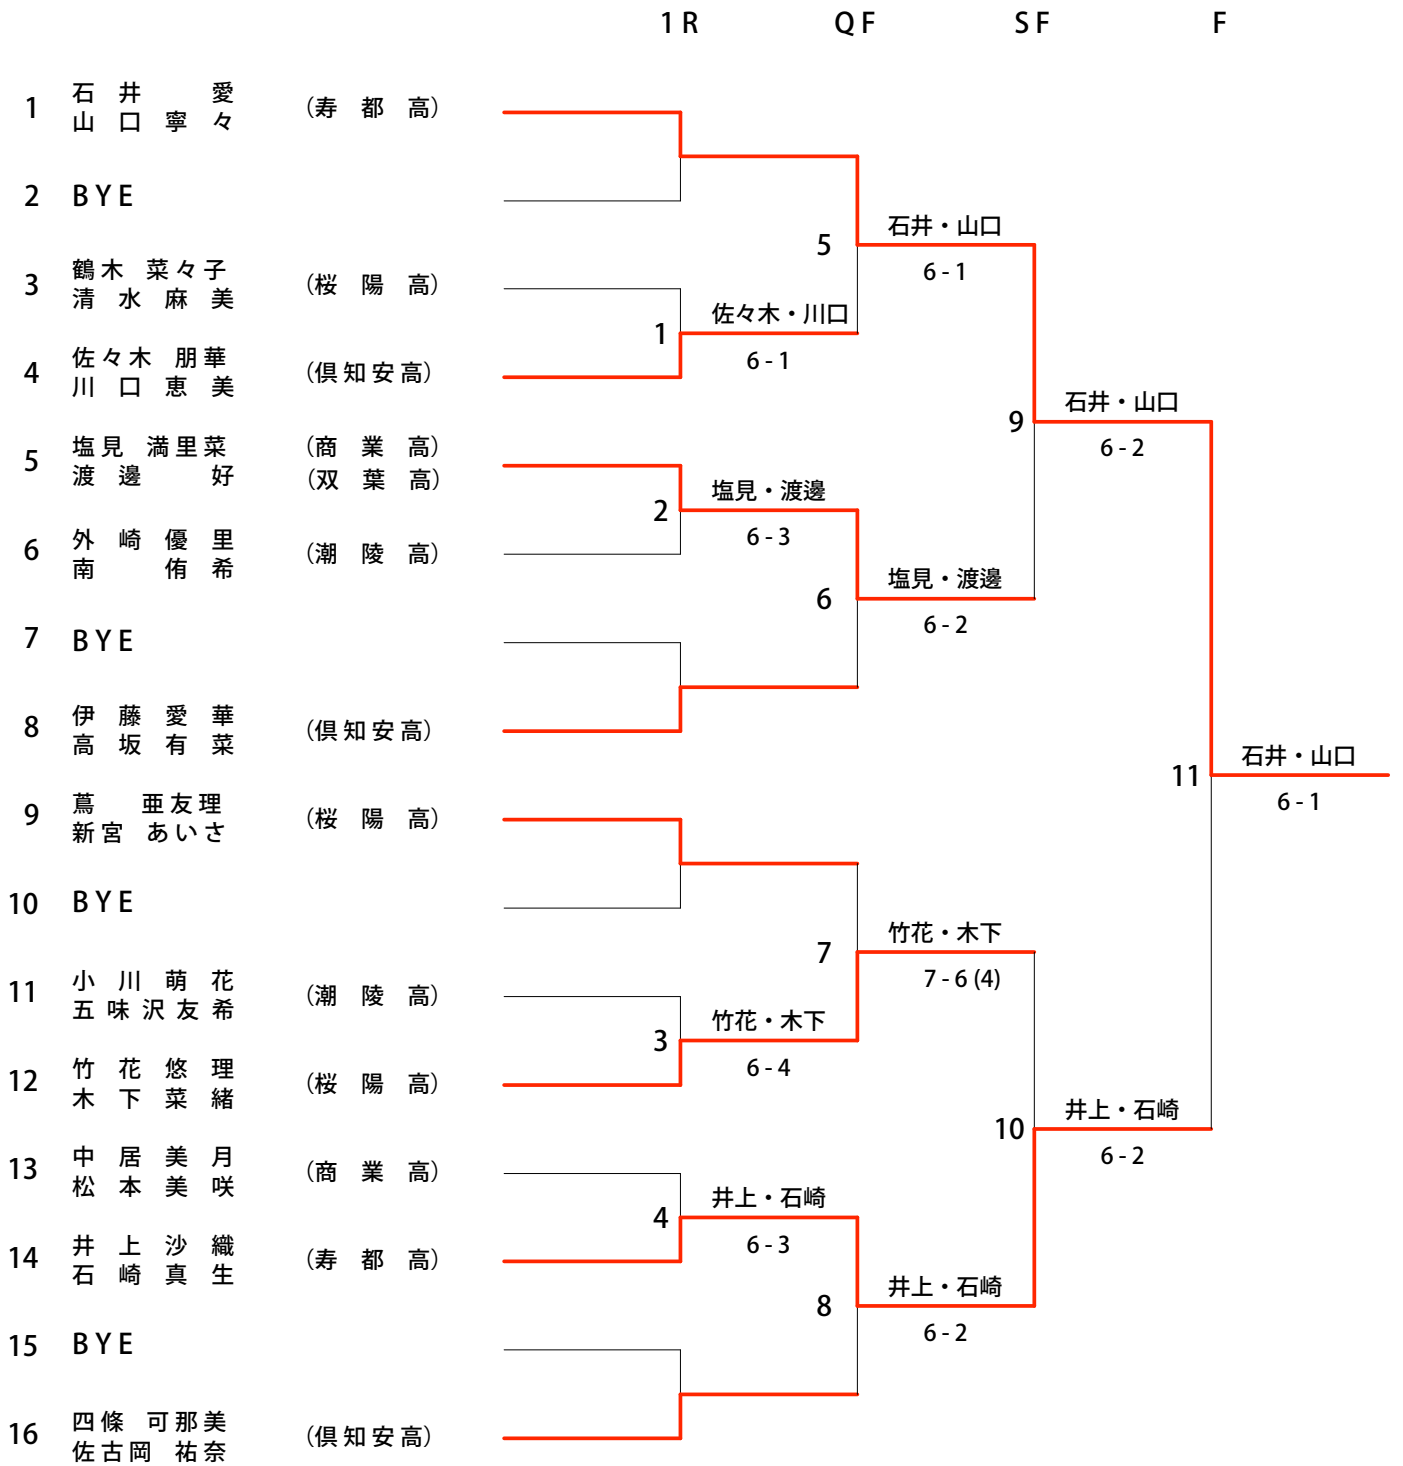 1R QF SF F
1 石井 愛 (寿都高)
山口寧々
2 BYE
3 鶴木 菜々子 (桜陽高)
清水麻美
4 佐々木 朋華 (倶知安高)
川口恵美
5 塩見 満里菜 (商業高)
渡邊 好 (双葉高)
6 外崎優里 (潮陵高)
南 侑希
7 BYE
8 伊藤愛華 (倶知安高)
高坂有菜
9 蔦 亜友理 (桜陽高)
新宮 あいさ
10 BYE
11 小川萌花 (潮陵高)
五味沢友希
12 竹花悠理 (桜陽高)
木下菜緒
13 中居美月 (商業高)
松本美咲
14 井上沙織 (寿都高)
石崎真生
15 BYE
16 四條 可那美 (倶知安高)
佐古岡 祐奈
1 佐々木・川口
6-1
2 塩見・渡邊
6-3
3 竹花・木下
6-4
4 井上・石崎
6-3
5 石井・山口
6-1
6 塩見・渡邊
6-2
7 竹花・木下
7-6(4)
8 井上・石崎
6-2
9 石井・山口
6-2
10 井上・石崎
6-2
11 石井・山口
6-1